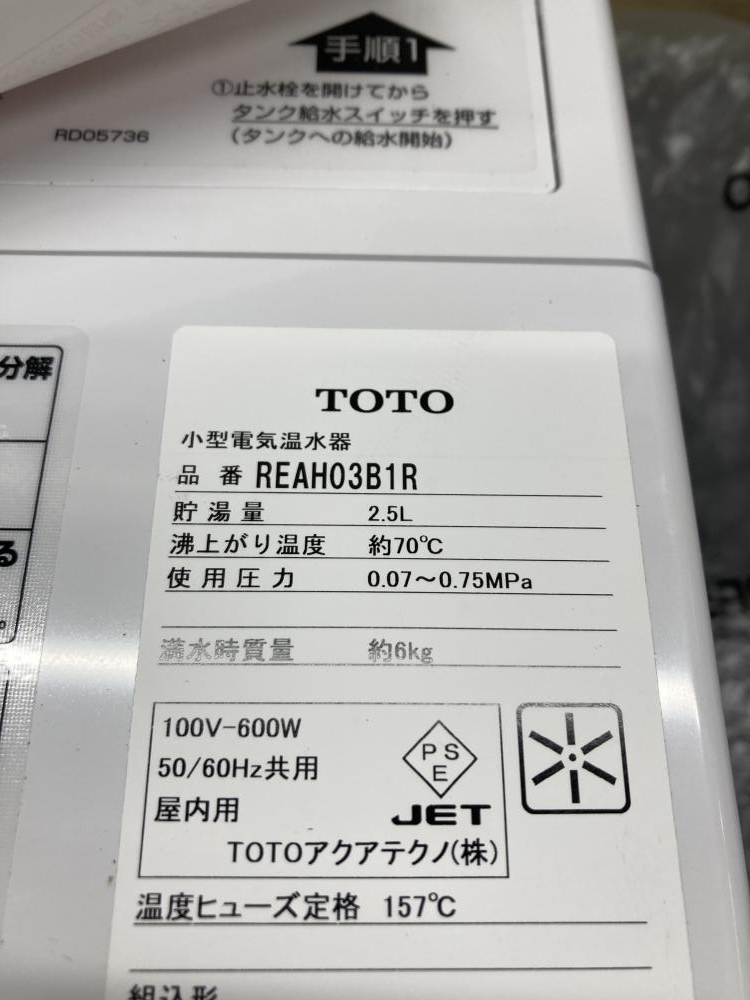 手順1
①止水栓を開けてから
タンク給水スイッチを押す
RD05736
(タンクへの給水開始)
分解
る
TOTO
小型電気温水器
品番 REAH03B1R
貯湯量 2.5L
沸上がり温度 約70℃
使用圧力 0.07〜0.75MPa
満水時質量 約6kg
100V-600W
50/60Hz共用
屋内用
PSE
JET
TOTOアクアテクノ(株)
温度ヒューズ定格 157℃
組込形